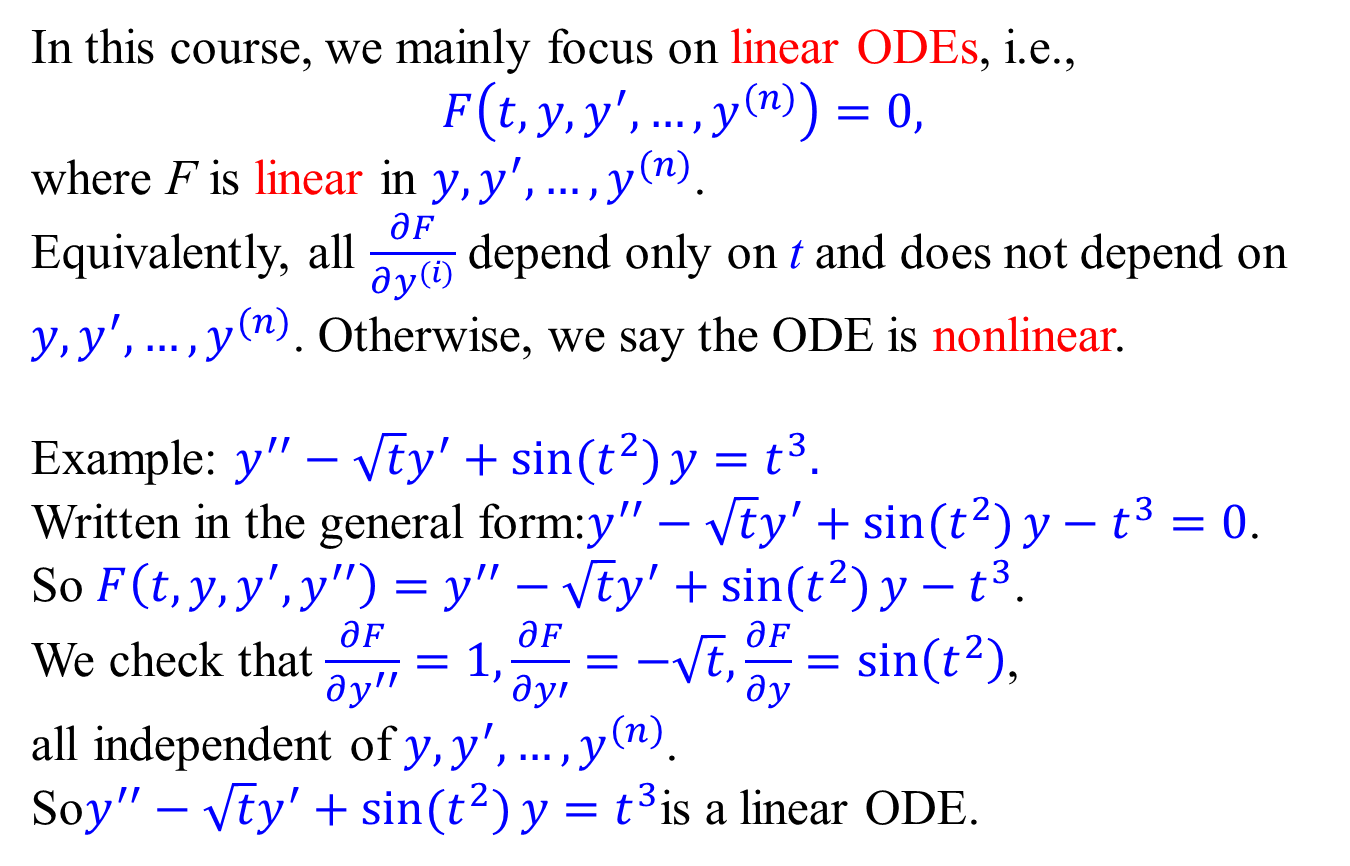 In this course, we mainly focus on linear ODEs, i.e.,
F(t, y, y′, … , y⁽ⁿ⁾) = 0,
where F is linear in y, y′, … , y⁽ⁿ⁾.
Equivalently, all ∂F/∂y⁽ⁱ⁾ depend only on t and does not depend on
y, y′, … , y⁽ⁿ⁾. Otherwise, we say the ODE is nonlinear.
Example: y′′ − √t y′ + sin(t²) y = t³.
Written in the general form:y′′ − √t y′ + sin(t²) y − t³ = 0.
So F(t, y, y′, y′′) = y′′ − √t y′ + sin(t²) y − t³.
We check that ∂F/∂y′′ = 1, ∂F/∂y′ = −√t, ∂F/∂y = sin(t²),
all independent of y, y′, … , y⁽ⁿ⁾.
Soy′′ − √t y′ + sin(t²) y = t³is a linear ODE.